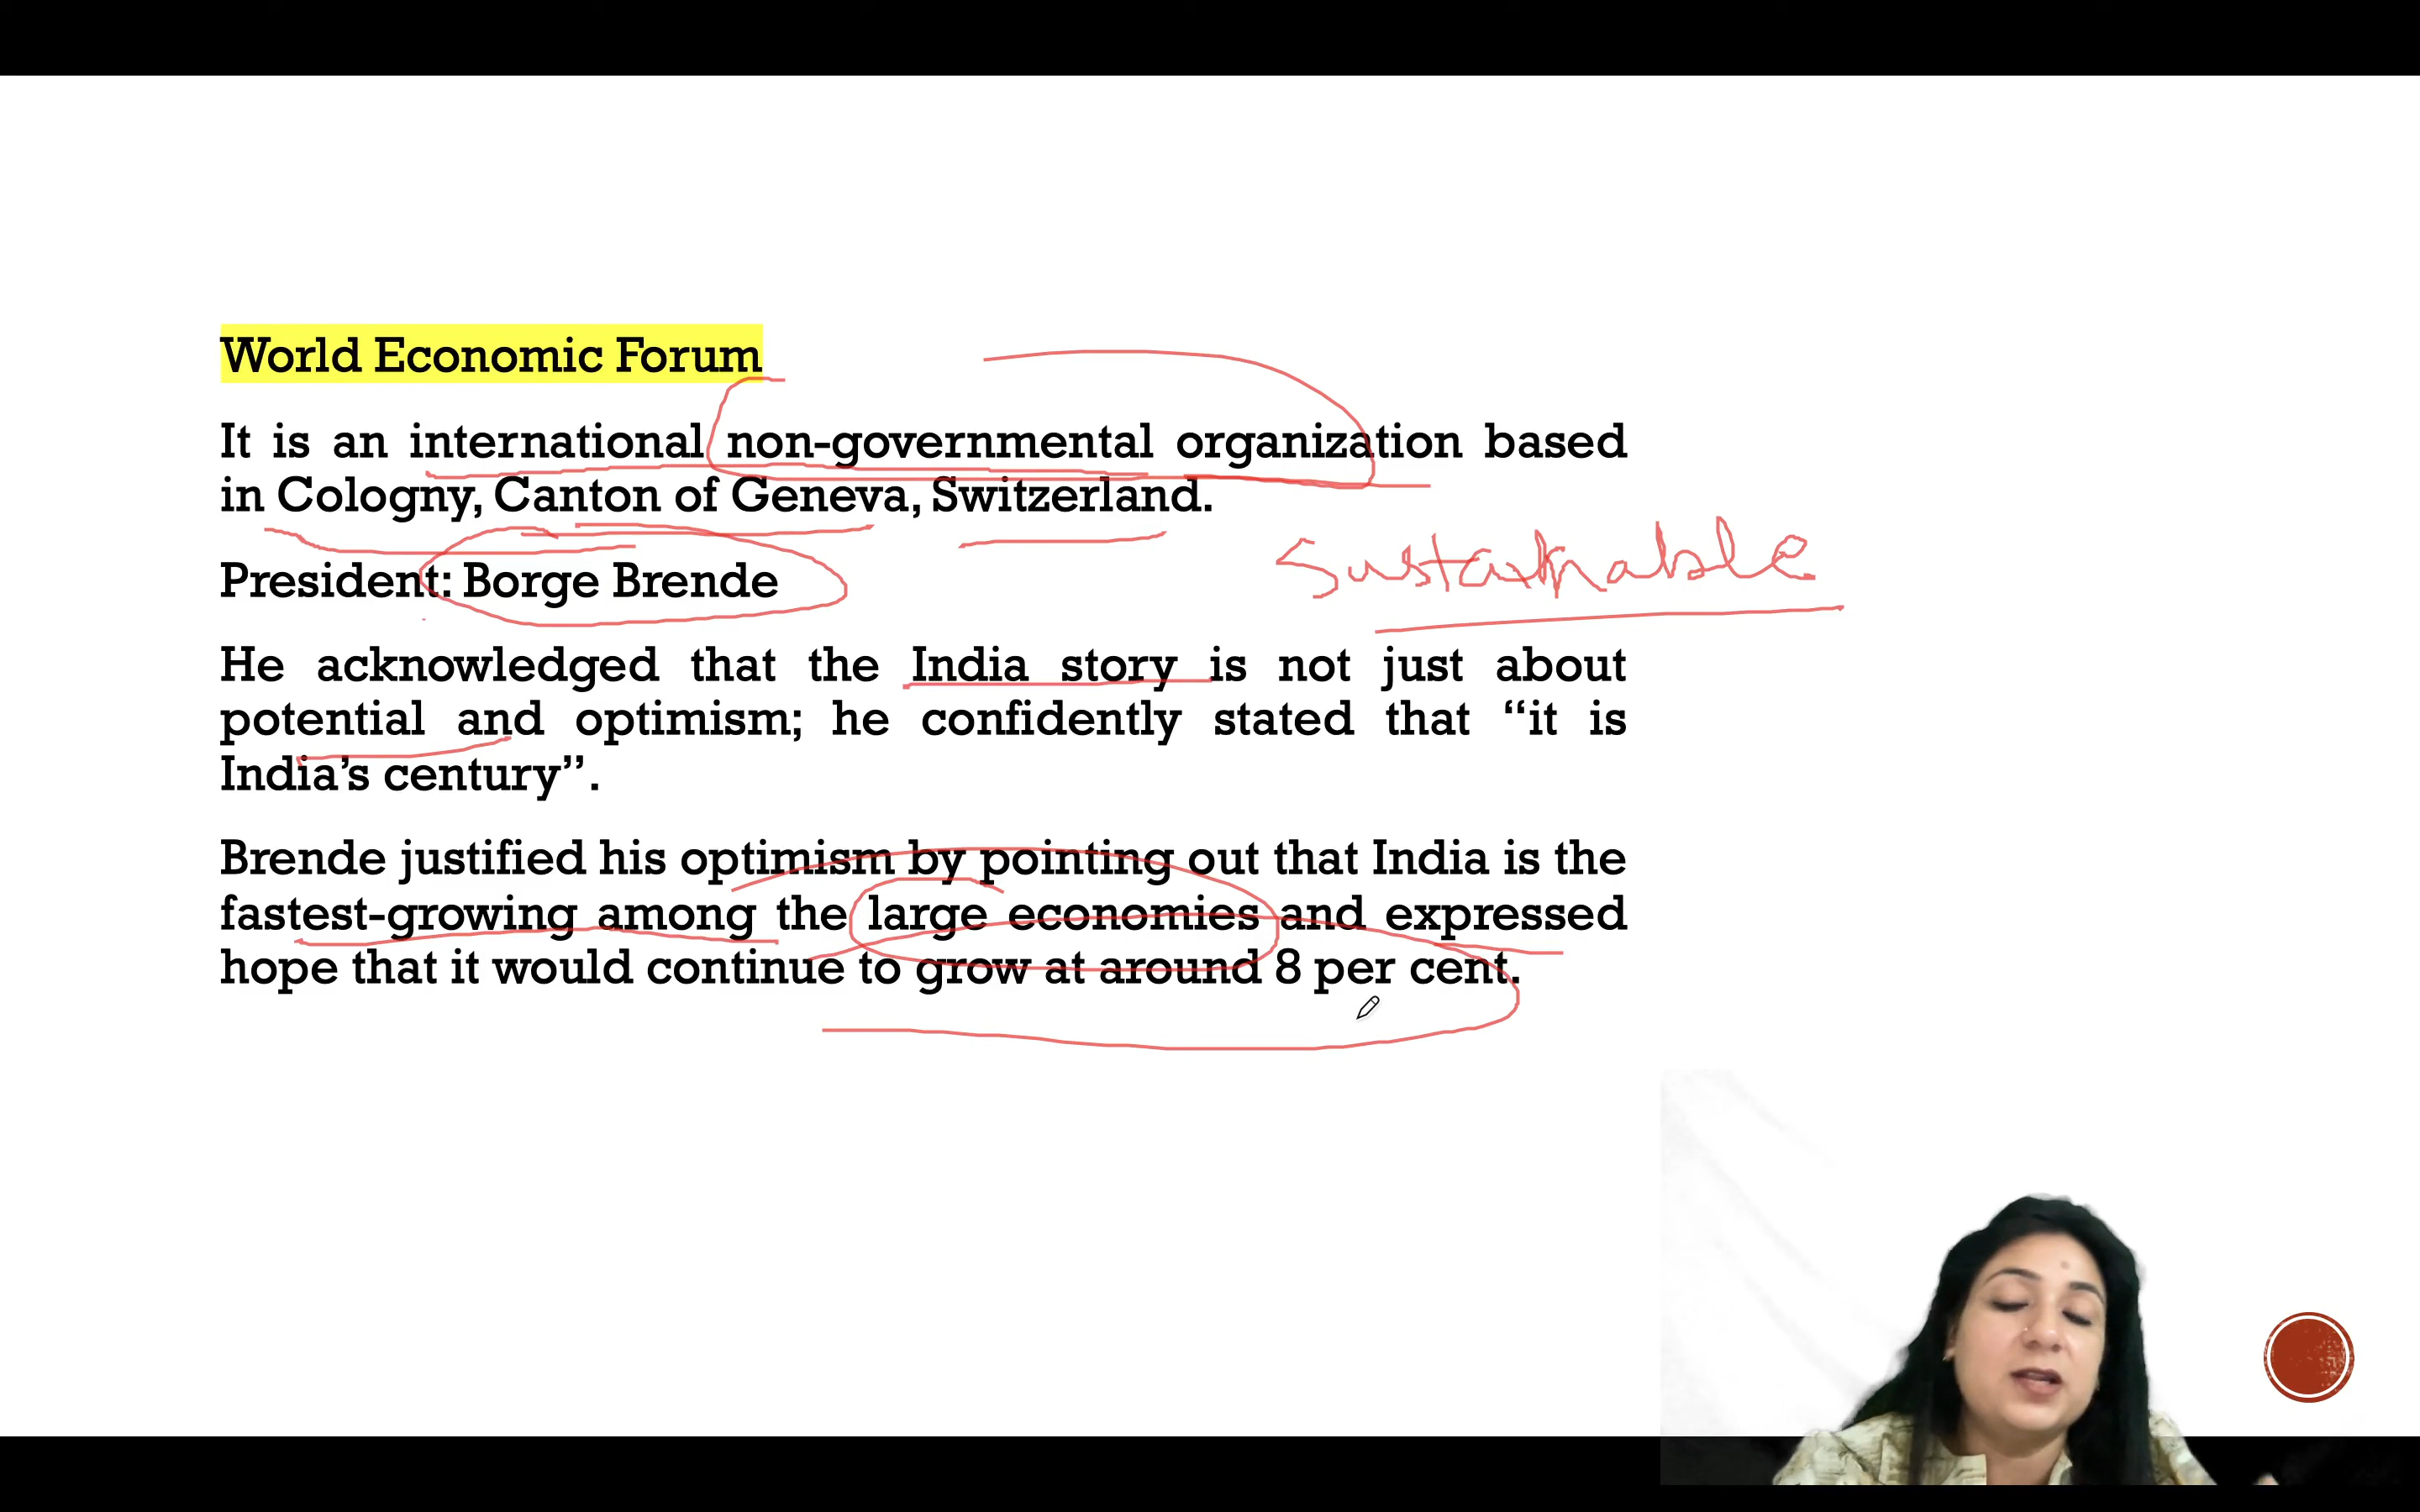 World Economic Forum
It is an international non-governmental organization based
in Cologny, Canton of Geneva, Switzerland.
Sustainable
President: Borge Brende
He acknowledged that the India story is not just about
potential and optimism; he confidently stated that “it is
India’s century”.
Brende justified his optimism by pointing out that India is the
fastest-growing among the large economies and expressed
hope that it would continue to grow at around 8 per cent.